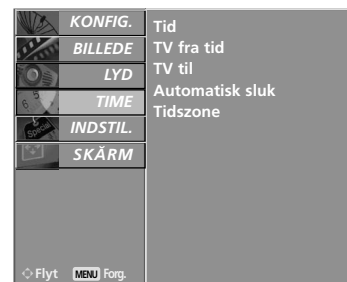 KONFIG.
BILLEDE
LYD
TIME
INDSTIL.
SKÄRM
Tid
TV fra tid
TV til
Automatisk sluk
Tidszone
Flyt MENU Forg.